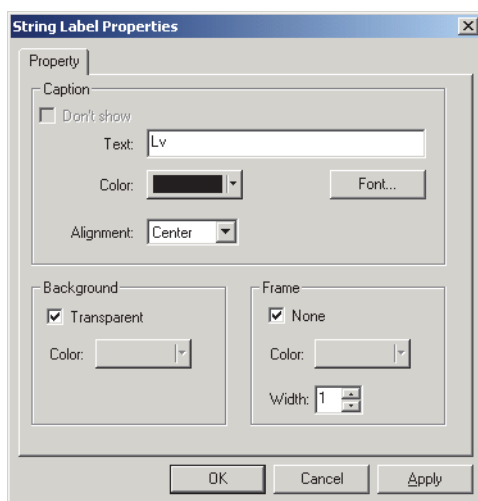 String Label Properties
Property
Caption
Don't show
Text: Lv
Color:
Font...
Alignment: Center
Background
Transparent
Color:
Frame
None
Color:
Width: 1
OK Cancel Apply